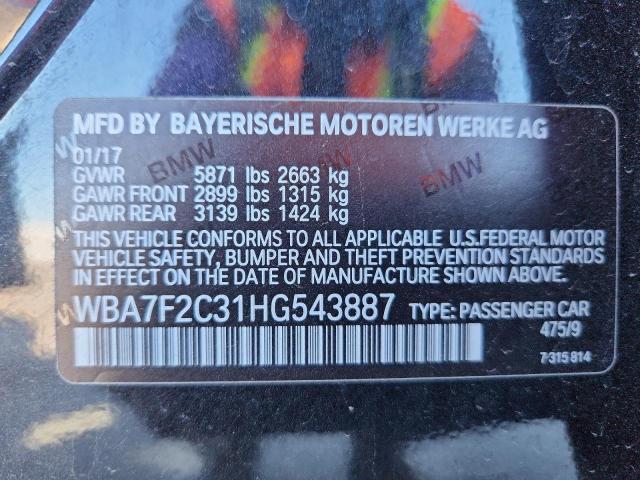 MFD BY BAYERISCHE MOTOREN WERKE AG
01/17
GVWR 5871 lbs 2663 kg
GAWR FRONT 2899 lbs 1315 kg
GAWR REAR 3139 lbs 1424 kg
THIS VEHICLE CONFORMS TO ALL APPLICABLE U.S.FEDERAL MOTOR
VEHICLE SAFETY, BUMPER AND THEFT PREVENTION STANDARDS
IN EFFECT ON THE DATE OF MANUFACTURE SHOWN ABOVE.
WBA7F2C31HG543887 TYPE: PASSENGER CAR
475/9
7 315 814
BMW
BMW